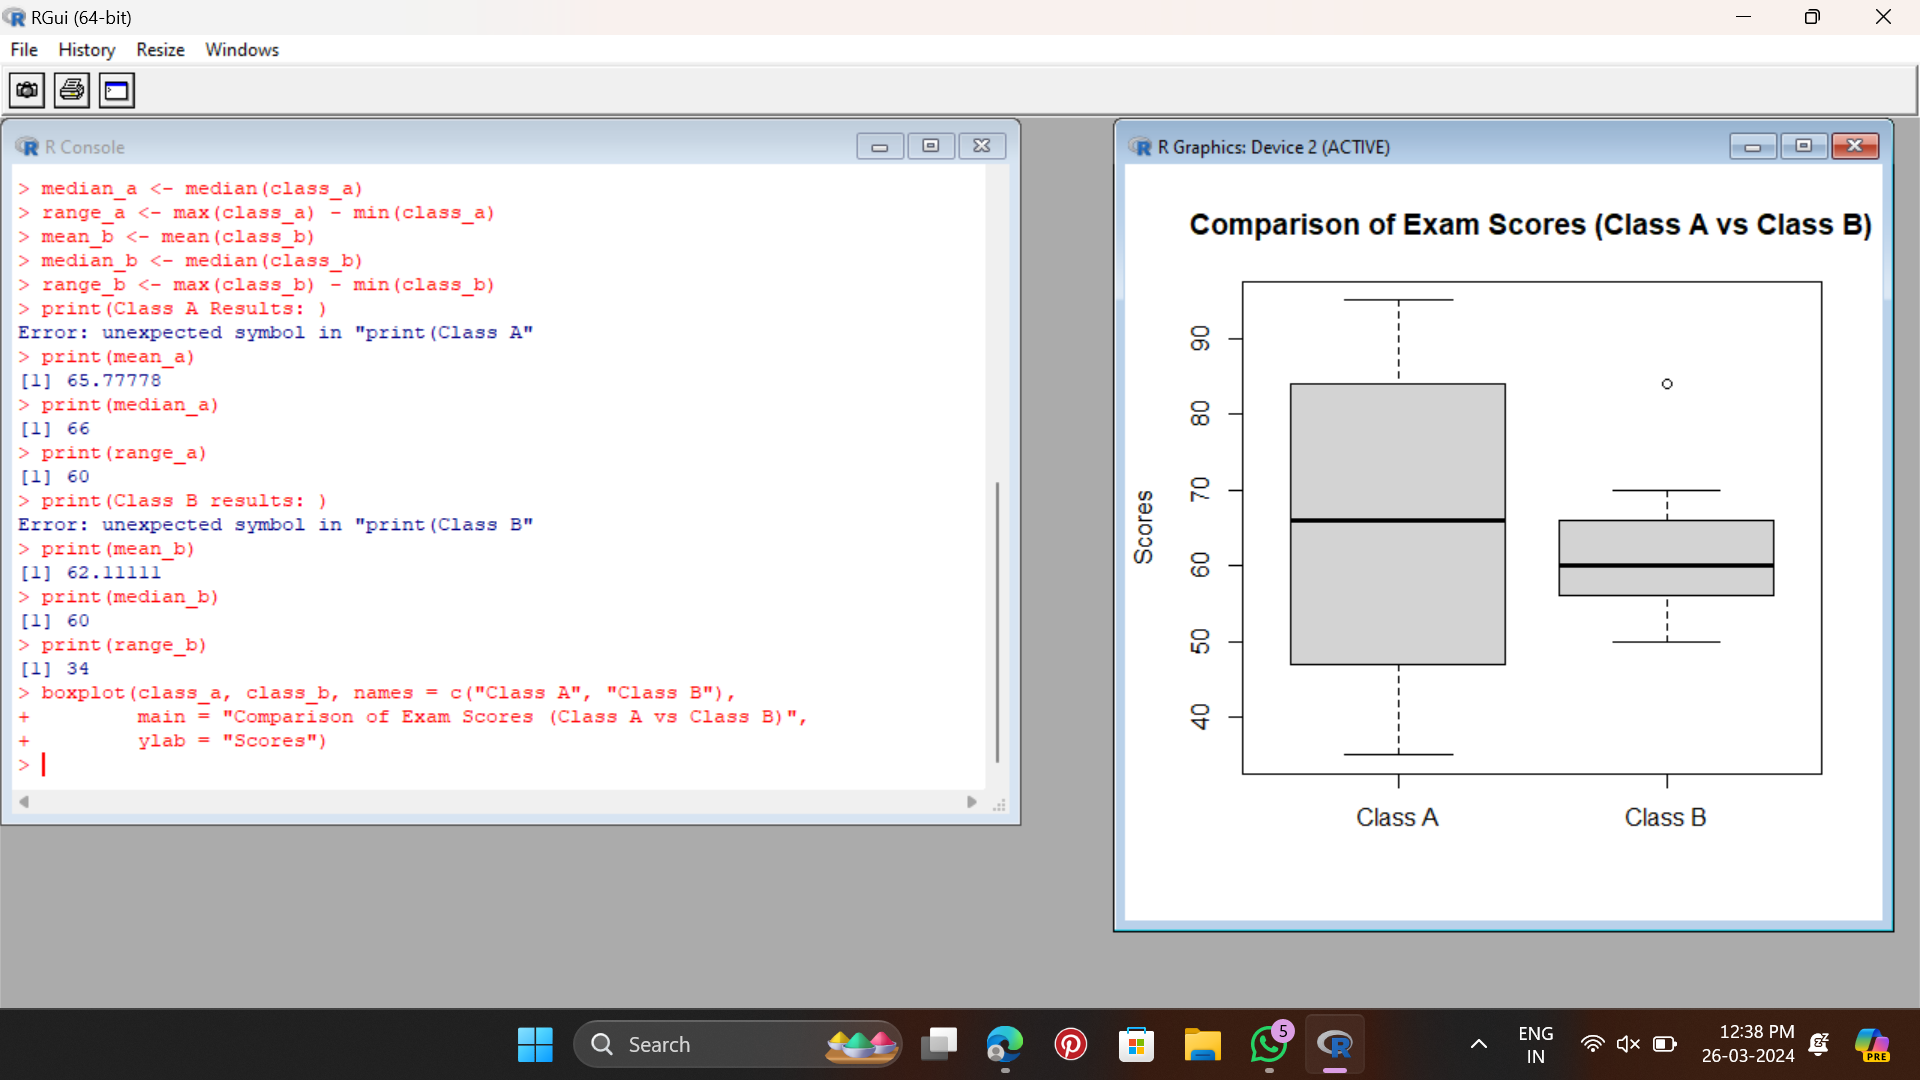 RGui (64-bit)
File History Resize Windows
R Console
> median_a <- median(class_a)
> range_a <- max(class_a) - min(class_a)
> mean_b <- mean(class_b)
> median_b <- median(class_b)
> range_b <- max(class_b) - min(class_b)
> print(Class A Results: )
Error: unexpected symbol in "print(Class A"
> print(mean_a)
[1] 65.77778
> print(median_a)
[1] 66
> print(range_a)
[1] 60
> print(Class B results: )
Error: unexpected symbol in "print(Class B"
> print(mean_b)
[1] 62.11111
> print(median_b)
[1] 60
> print(range_b)
[1] 34
> boxplot(class_a, class_b, names = c("Class A", "Class B"),
+         main = "Comparison of Exam Scores (Class A vs Class B)",
+         ylab = "Scores")
>
R Graphics: Device 2 (ACTIVE)
Comparison of Exam Scores (Class A vs Class B)
Scores
90
80
70
60
50
40
Class A Class B
Search
5
ENG
IN
12:38 PM
26-03-2024
PRE